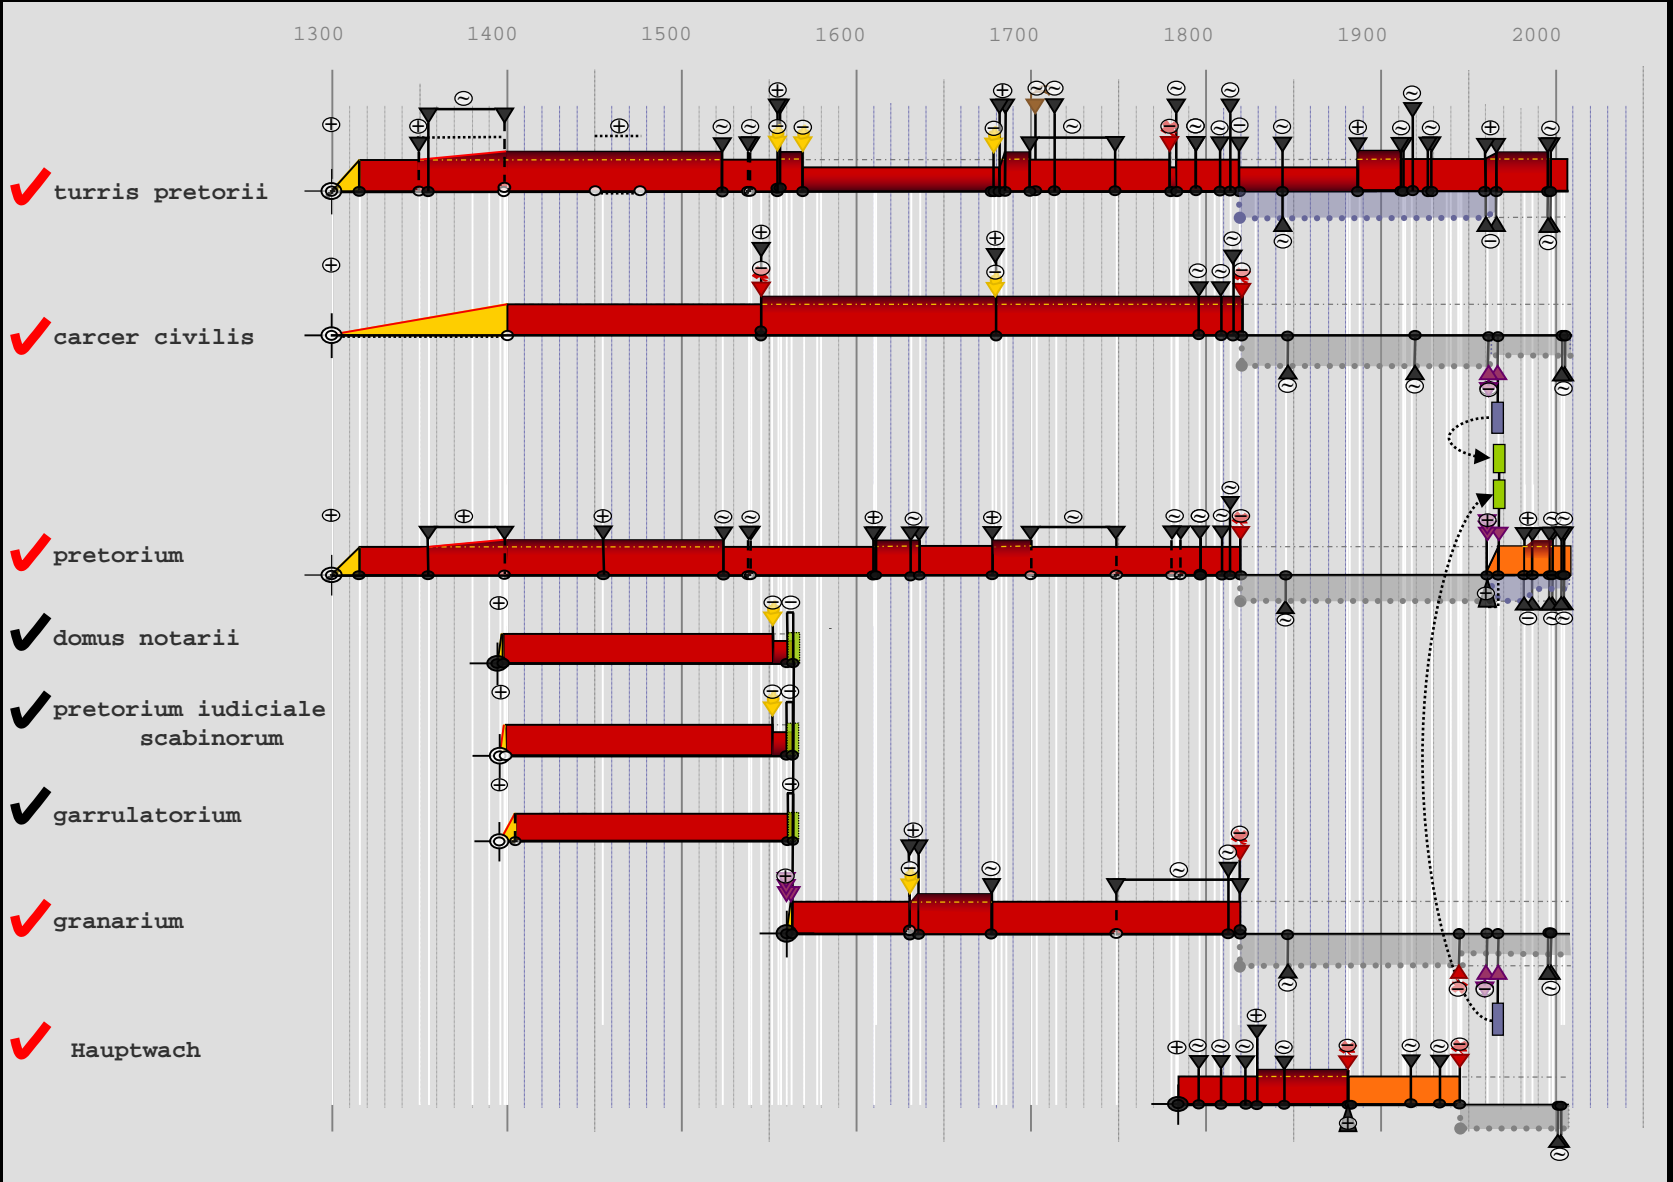 1300 1400 1500 1600 1700 1800 1900 2000
turris pretorii
carcer civilis
pretorium
domus notarii
pretorium iudiciale
scabinorum
garrulatorium
granarium
Hauptwach